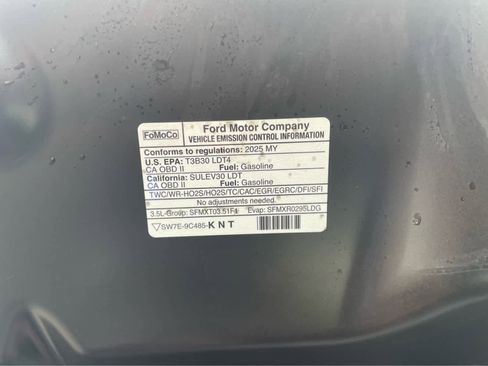 FoMoCo
Ford Motor Company
VEHICLE EMISSION CONTROL INFORMATION
Conforms to regulations: 2025 MY
U.S. EPA: T3B30 LDT4
CA OBD II Fuel: Gasoline
California: SULEV30 LDT
CA OBD II Fuel: Gasoline
TWC/WR-HO2S/HO2S/TC/CAC/EGR/EGRC/DFI/SFI
No adjustments needed.
3.5L-Group: SFMXT03.51F1 Evap: SFMXR0295LDG
SW7E-9C485-KNT